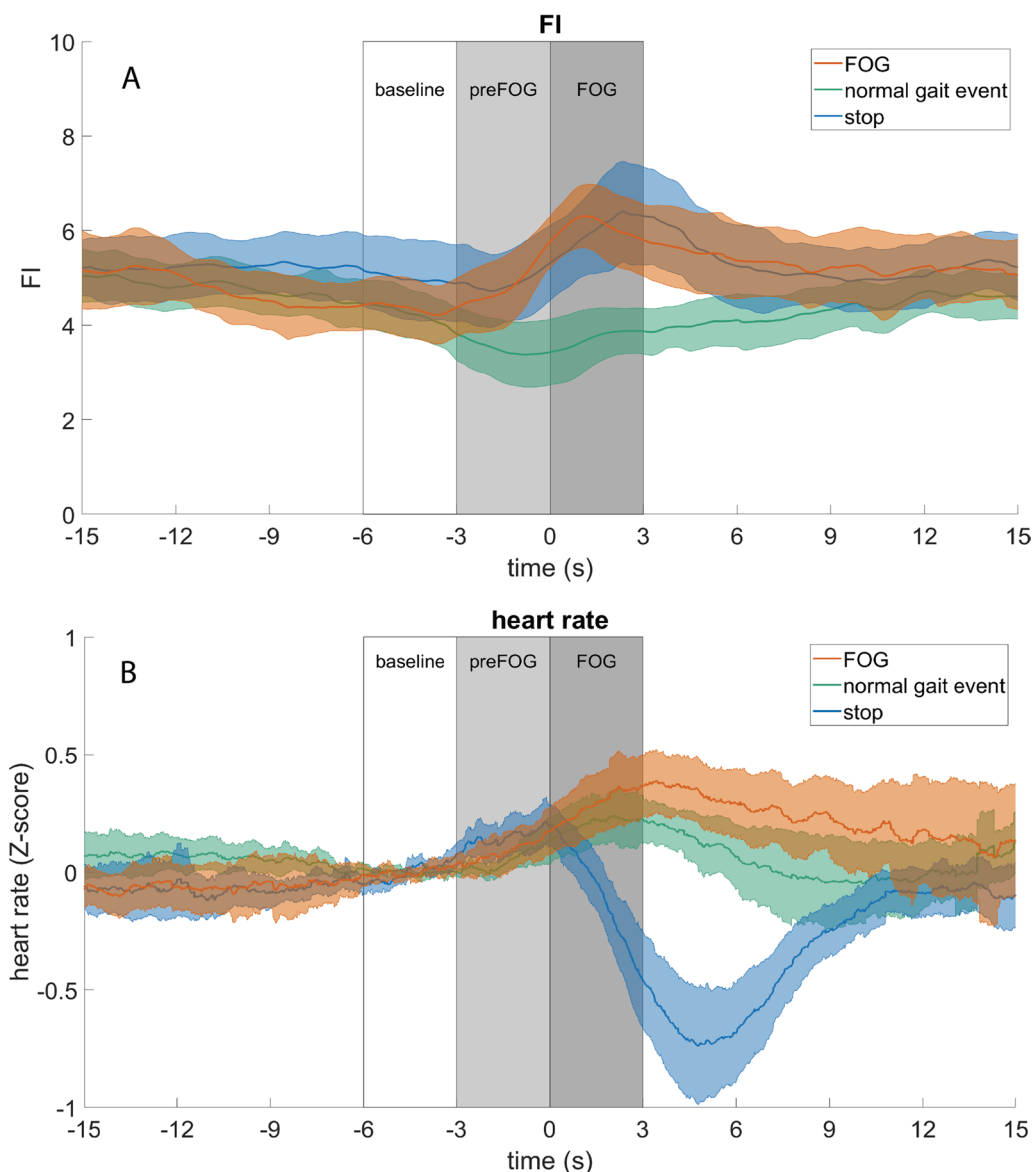 FI
A
10
8
6
4
2
0
FI
baseline preFOG FOG
FOG
normal gait event
stop
-15 -12 -9 -6 -3 0 3 6 9 12 15
time (s)
heart rate
B
1
0.5
0
-0.5
-1
heart rate (Z-score)
baseline preFOG FOG
FOG
normal gait event
stop
-15 -12 -9 -6 -3 0 3 6 9 12 15
time (s)